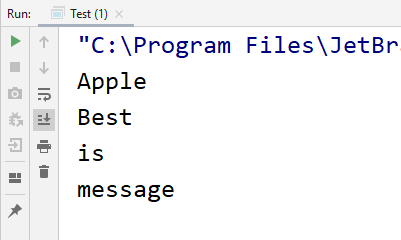 Run: Test (1)
"C:\Program Files\JetBr
Apple
Best
is
message